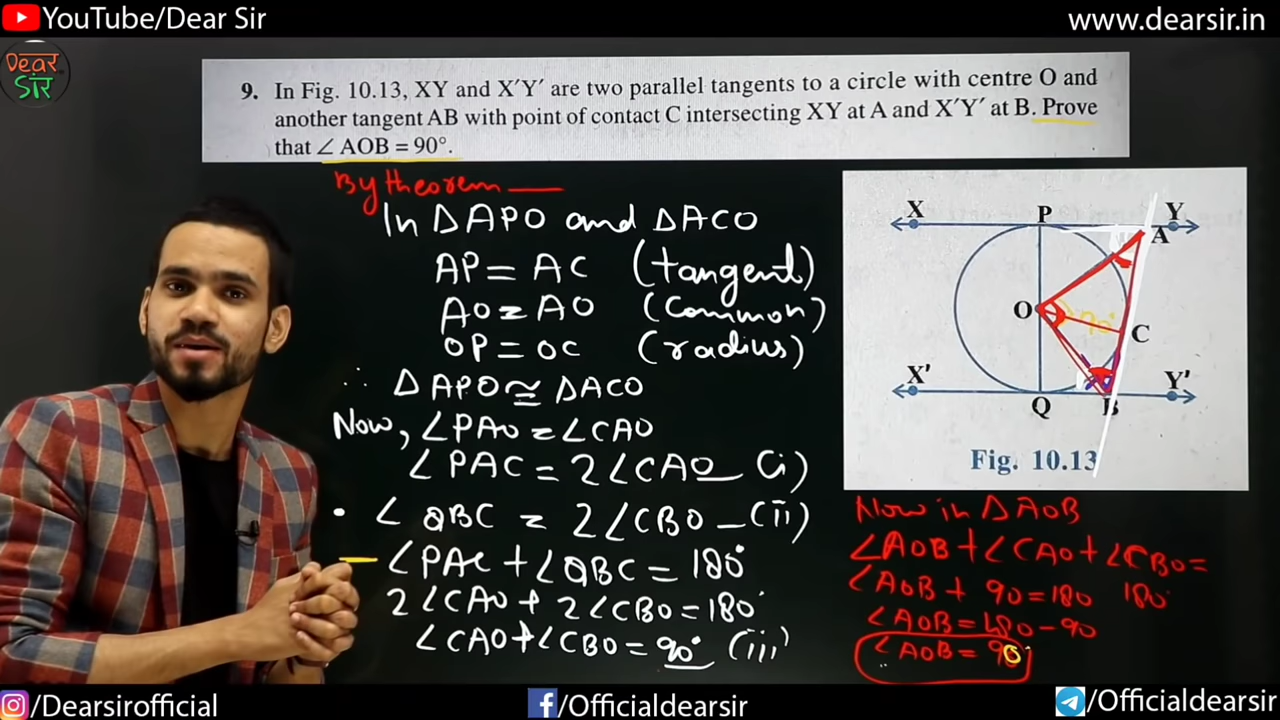 YouTube/Dear Sir
www.dearsir.in
Dear
सर
9. In Fig. 10.13, XY and X′Y′ are two parallel tangents to a circle with centre O and
another tangent AB with point of contact C intersecting XY at A and X′Y′ at B. Prove
that ∠ AOB = 90°.
By theorem
In ΔAPO and ΔACO
AP = AC (tangent)
AO = AO (Common)
OP = OC (radius)
∴ ΔAPO ≅ ΔACO
Now, ∠PAO = ∠CAO
∠PAC = 2∠CAO (i)
∠QBC = 2∠CBO (ii)
∠PAC + ∠QBC = 180°
2∠CAO + 2∠CBO = 180°
∠CAO + ∠CBO = 90° (iii)
X P Y
A
O 90°
C
X' Y'
Q B
Fig. 10.13
Now in ΔAOB
∠AOB + ∠CAO + ∠CBO =
180°
∠AOB + 90 = 180
∠AOB = 180 - 90
∠AOB = 90
/Dearsirofficial
/Officialdearsir
/Officialdearsir